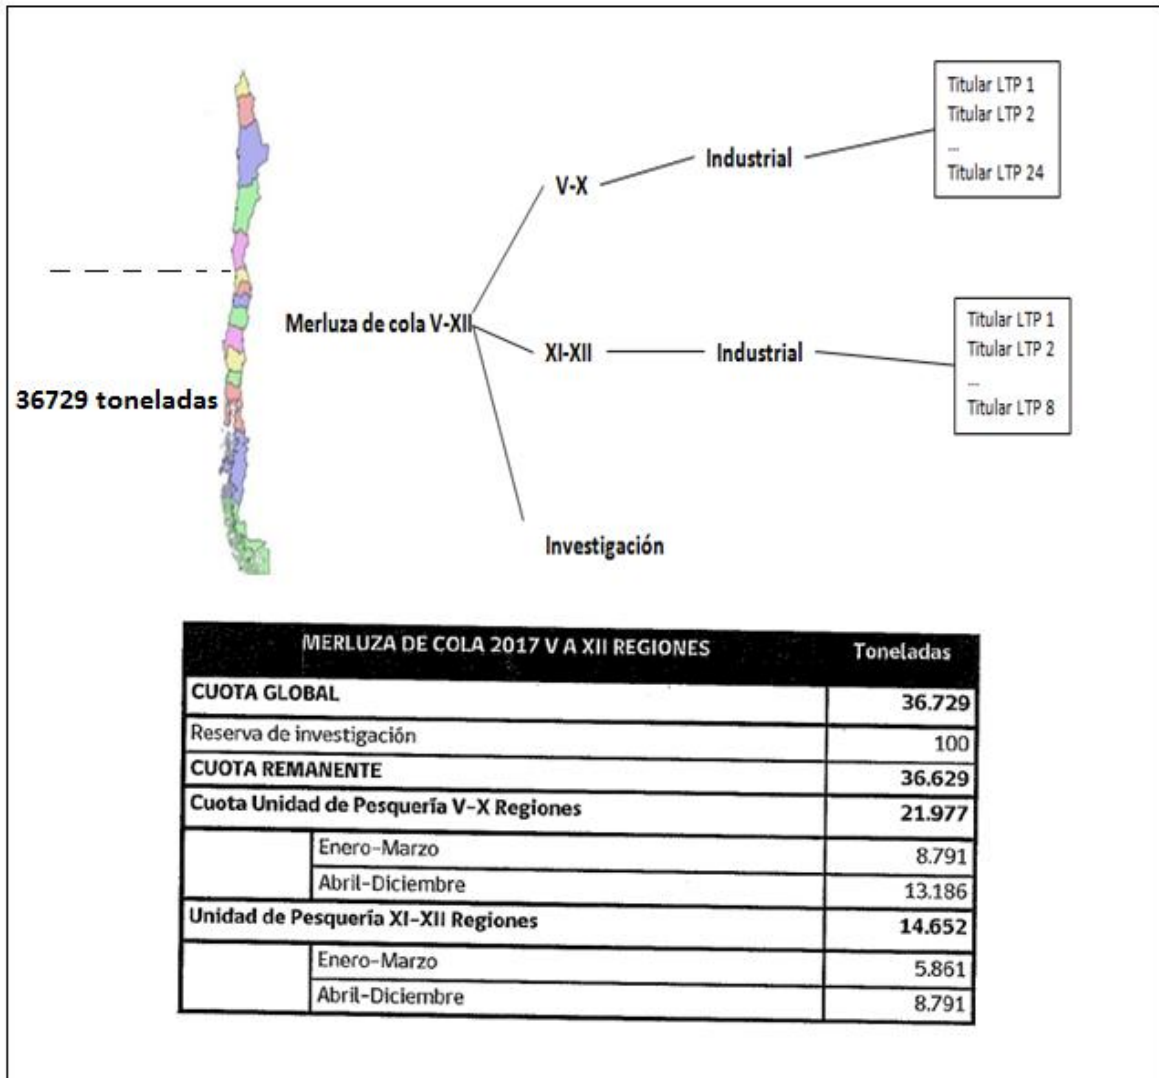 Titular LTP 1
Titular LTP 2
...
Titular LTP 24
Industrial
V-X
Merluza de cola V-XII
XI-XII
Industrial
Titular LTP 1
Titular LTP 2
...
Titular LTP 8
36729 toneladas
Investigación
MERLUZA DE COLA 2017 V A XII REGIONES Toneladas
CUOTA GLOBAL 36.729
Reserva de investigación 100
CUOTA REMANENTE 36.629
Cuota Unidad de Pesquería V-X Regiones 21.977
Enero-Marzo 8.791
Abril-Diciembre 13.186
Unidad de Pesquería XI-XII Regiones 14.652
Enero-Marzo 5.861
Abril-Diciembre 8.791